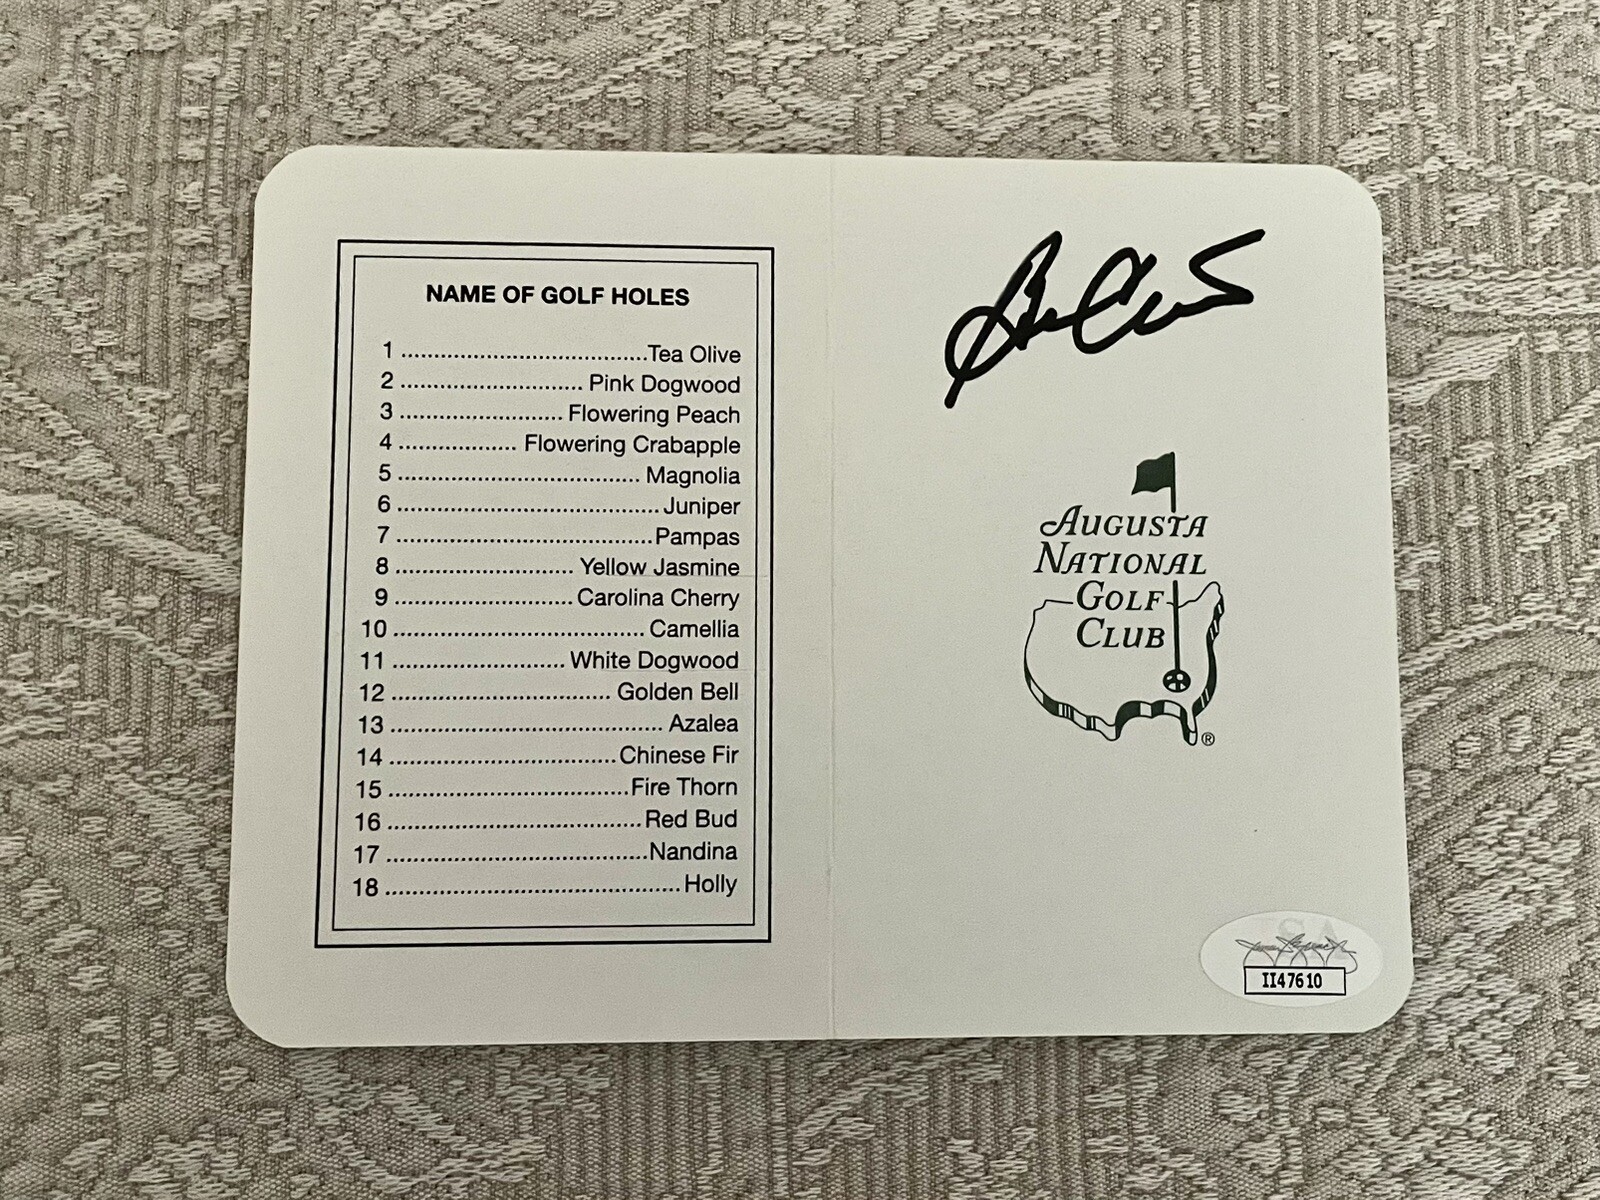 NAME OF GOLF HOLES
1 ..................................... Tea Olive
2 ............................ Pink Dogwood
3 ......................... Flowering Peach
4 .................. Flowering Crabapple
5 ..................................... Magnolia
6 ........................................ Juniper
7 ....................................... Pampas
8 ........................... Yellow Jasmine
9 ........................... Carolina Cherry
10 ...................................... Camellia
11 .......................... White Dogwood
12 ................................. Golden Bell
13 ......................................... Azalea
14 .................................. Chinese Fir
15 .................................... Fire Thorn
16 ...................................... Red Bud
17 ....................................... Nandina
18 ............................................ Holly
AUGUSTA
NATIONAL
GOLF
CLUB
®
II47610